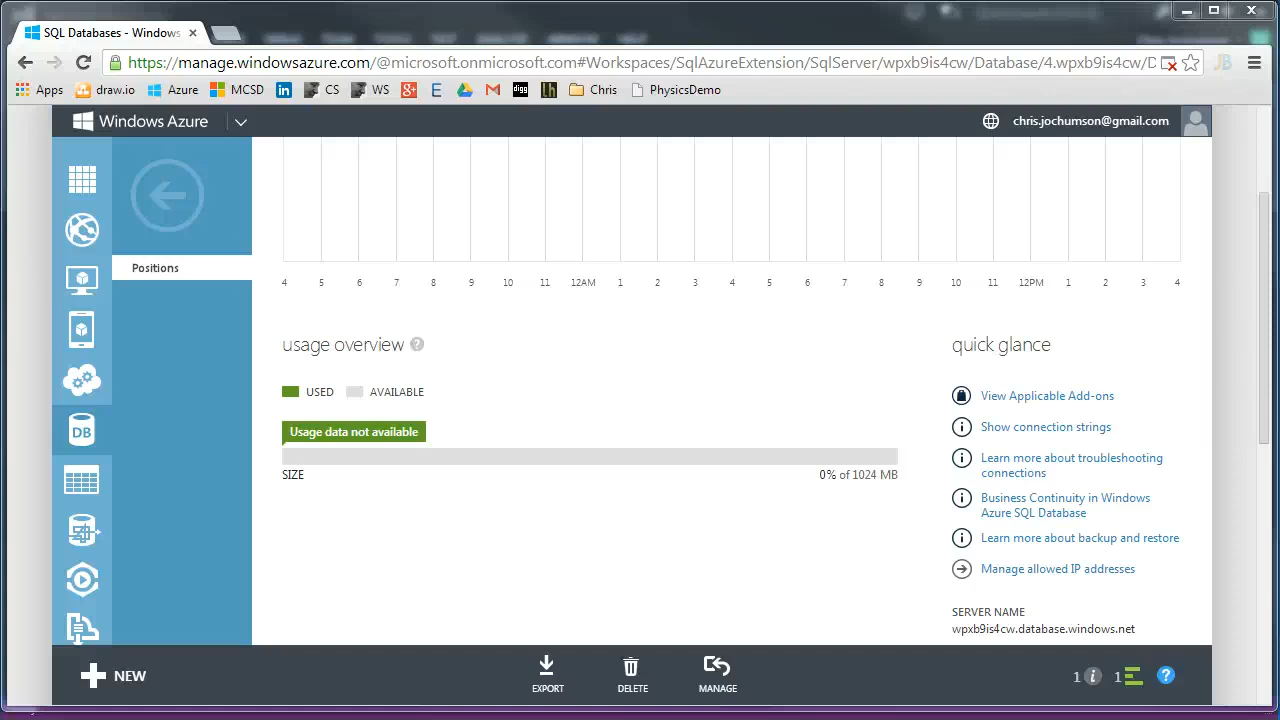 SQL Databases - Windows
https://manage.windowsazure.com/@microsoft.onmicrosoft.com#Workspaces/SqlAzureExtension/SqlServer/wpxb9is4cw/Database/4.wpxb9is4cw/D
Apps draw.io Azure MCSD in CS WS g+ E M digg lh Chris PhysicsDemo
Windows Azure chris.jochumson@gmail.com
Positions
4 5 6 7 8 9 10 11 12AM 1 2 3 4 5 6 7 8 9 10 11 12PM 1 2 3 4
usage overview ?
quick glance
USED AVAILABLE
View Applicable Add-ons
Usage data not available
Show connection strings
SIZE 0% of 1024 MB
Learn more about troubleshooting
connections
Business Continuity in Windows
Azure SQL Database
DB
Learn more about backup and restore
Manage allowed IP addresses
SERVER NAME
wpxb9is4cw.database.windows.net
NEW
EXPORT DELETE MANAGE
1 i 1 ?